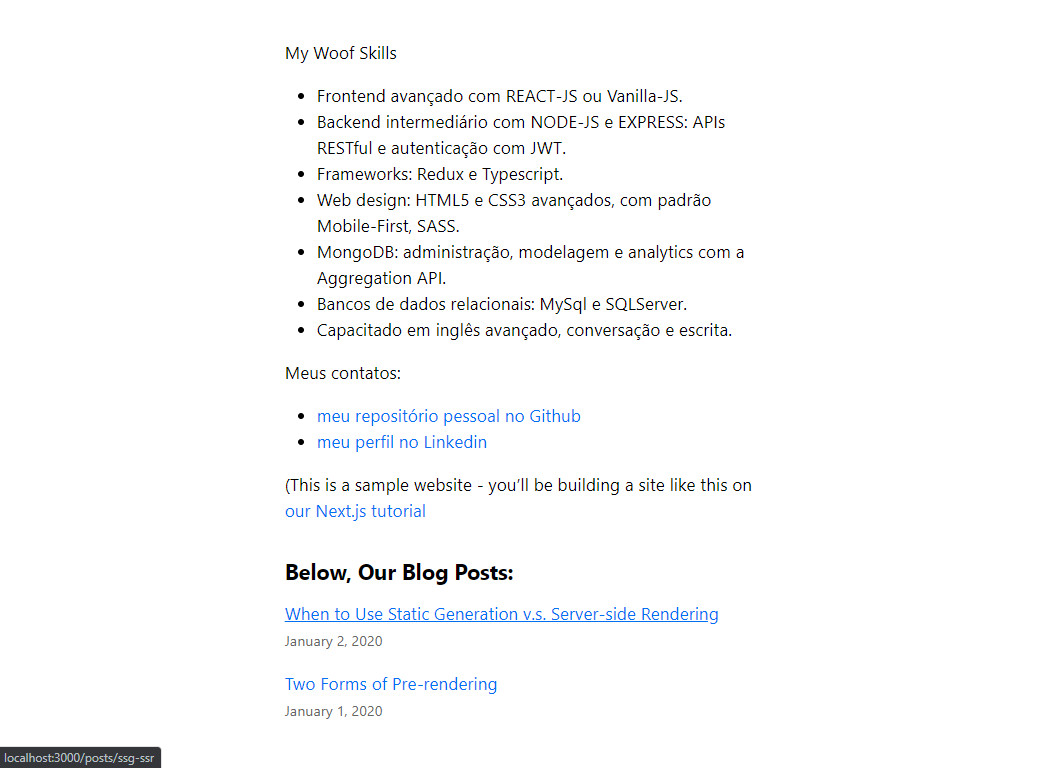 My Woof Skills
Frontend avançado com REACT-JS ou Vanilla-JS.
Backend intermediário com NODE-JS e EXPRESS: APIs
RESTful e autenticação com JWT.
Frameworks: Redux e Typescript.
Web design: HTML5 e CSS3 avançados, com padrão
Mobile-First, SASS.
MongoDB: administração, modelagem e analytics com a
Aggregation API.
Bancos de dados relacionais: MySql e SQLServer.
Capacitado em inglês avançado, conversação e escrita.
Meus contatos:
meu repositório pessoal no Github
meu perfil no Linkedin
(This is a sample website - you’ll be building a site like this on
our Next.js tutorial
Below, Our Blog Posts:
When to Use Static Generation v.s. Server-side Rendering
January 2, 2020
Two Forms of Pre-rendering
January 1, 2020
localhost:3000/posts/ssg-ssr